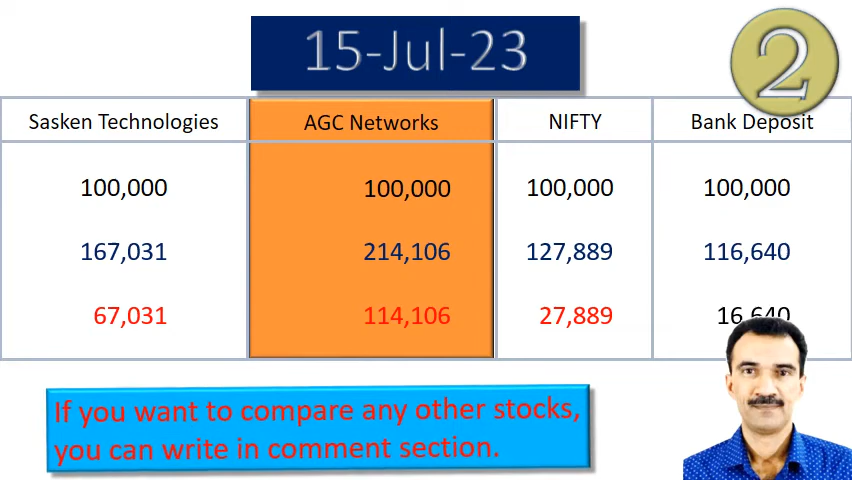 15-Jul-23
2
Sasken Technologies AGC Networks NIFTY Bank Deposit
100,000 100,000 100,000 100,000
167,031 214,106 127,889 116,640
67,031 114,106 27,889 16,640
If you want to compare any other stocks,
you can write in comment section.